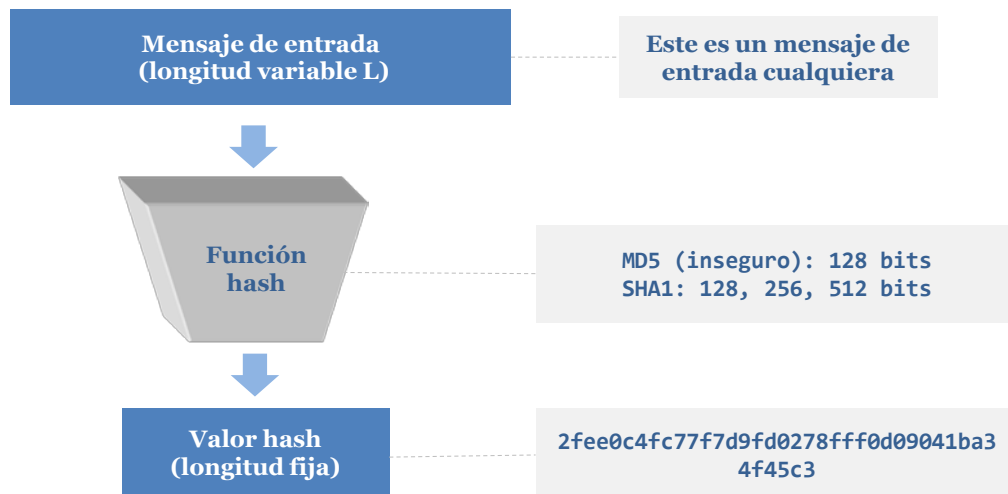 Mensaje de entrada
(longitud variable L)
Este es un mensaje de
entrada cualquiera
Función
hash
MD5 (inseguro): 128 bits
SHA1: 128, 256, 512 bits
Valor hash
(longitud fija)
2fee0c4fc77f7d9fd0278fff0d09041ba3
4f45c3